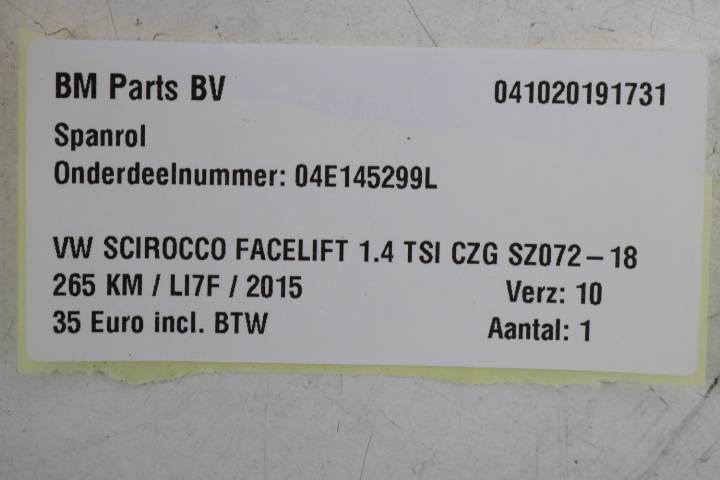 BM Parts BV 041020191731
Spanrol
Onderdeelnummer: 04E145299L
VW SCIROCCO FACELIFT 1.4 TSI CZG SZ072-18
265 KM / LI7F / 2015 Verz: 10
35 Euro incl. BTW Aantal: 1